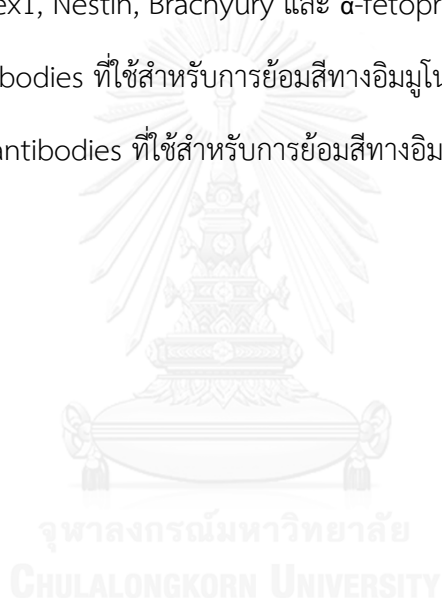 ex1, Nestin, Brachyury และ α-fetopr
bodies ที่ใช้สำหรับการย้อมสีทางอิมมูโน
antibodies ที่ใช้สำหรับการย้อมสีทางอิม
จุฬาลงกรณ์มหาวิทยาลัย
CHULALONGKORN UNIVERSITY